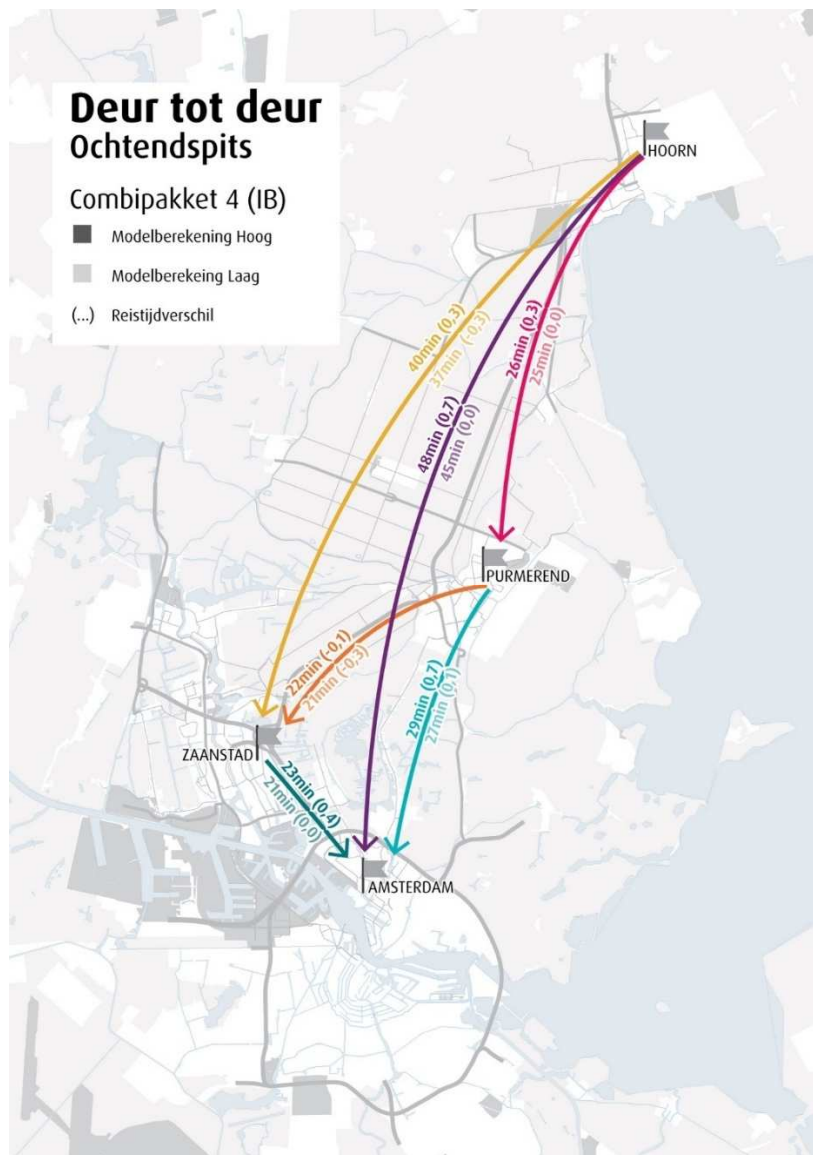 Deur tot deur
Ochtendspits
Combipakket 4 (IB)
Modelberekening Hoog
Modelberekeing Laag
(...) Reistijdverschil
HOORN
40min (0,3)
37min (-0,3)
26min (0,3)
25min (0,0)
48min (0,7)
45min (0,0)
PURMEREND
22min (-0,1)
21min (-0,3)
29min (0,7)
27min (0,1)
ZAANSTAD
23min (0,4)
21min (0,0)
AMSTERDAM